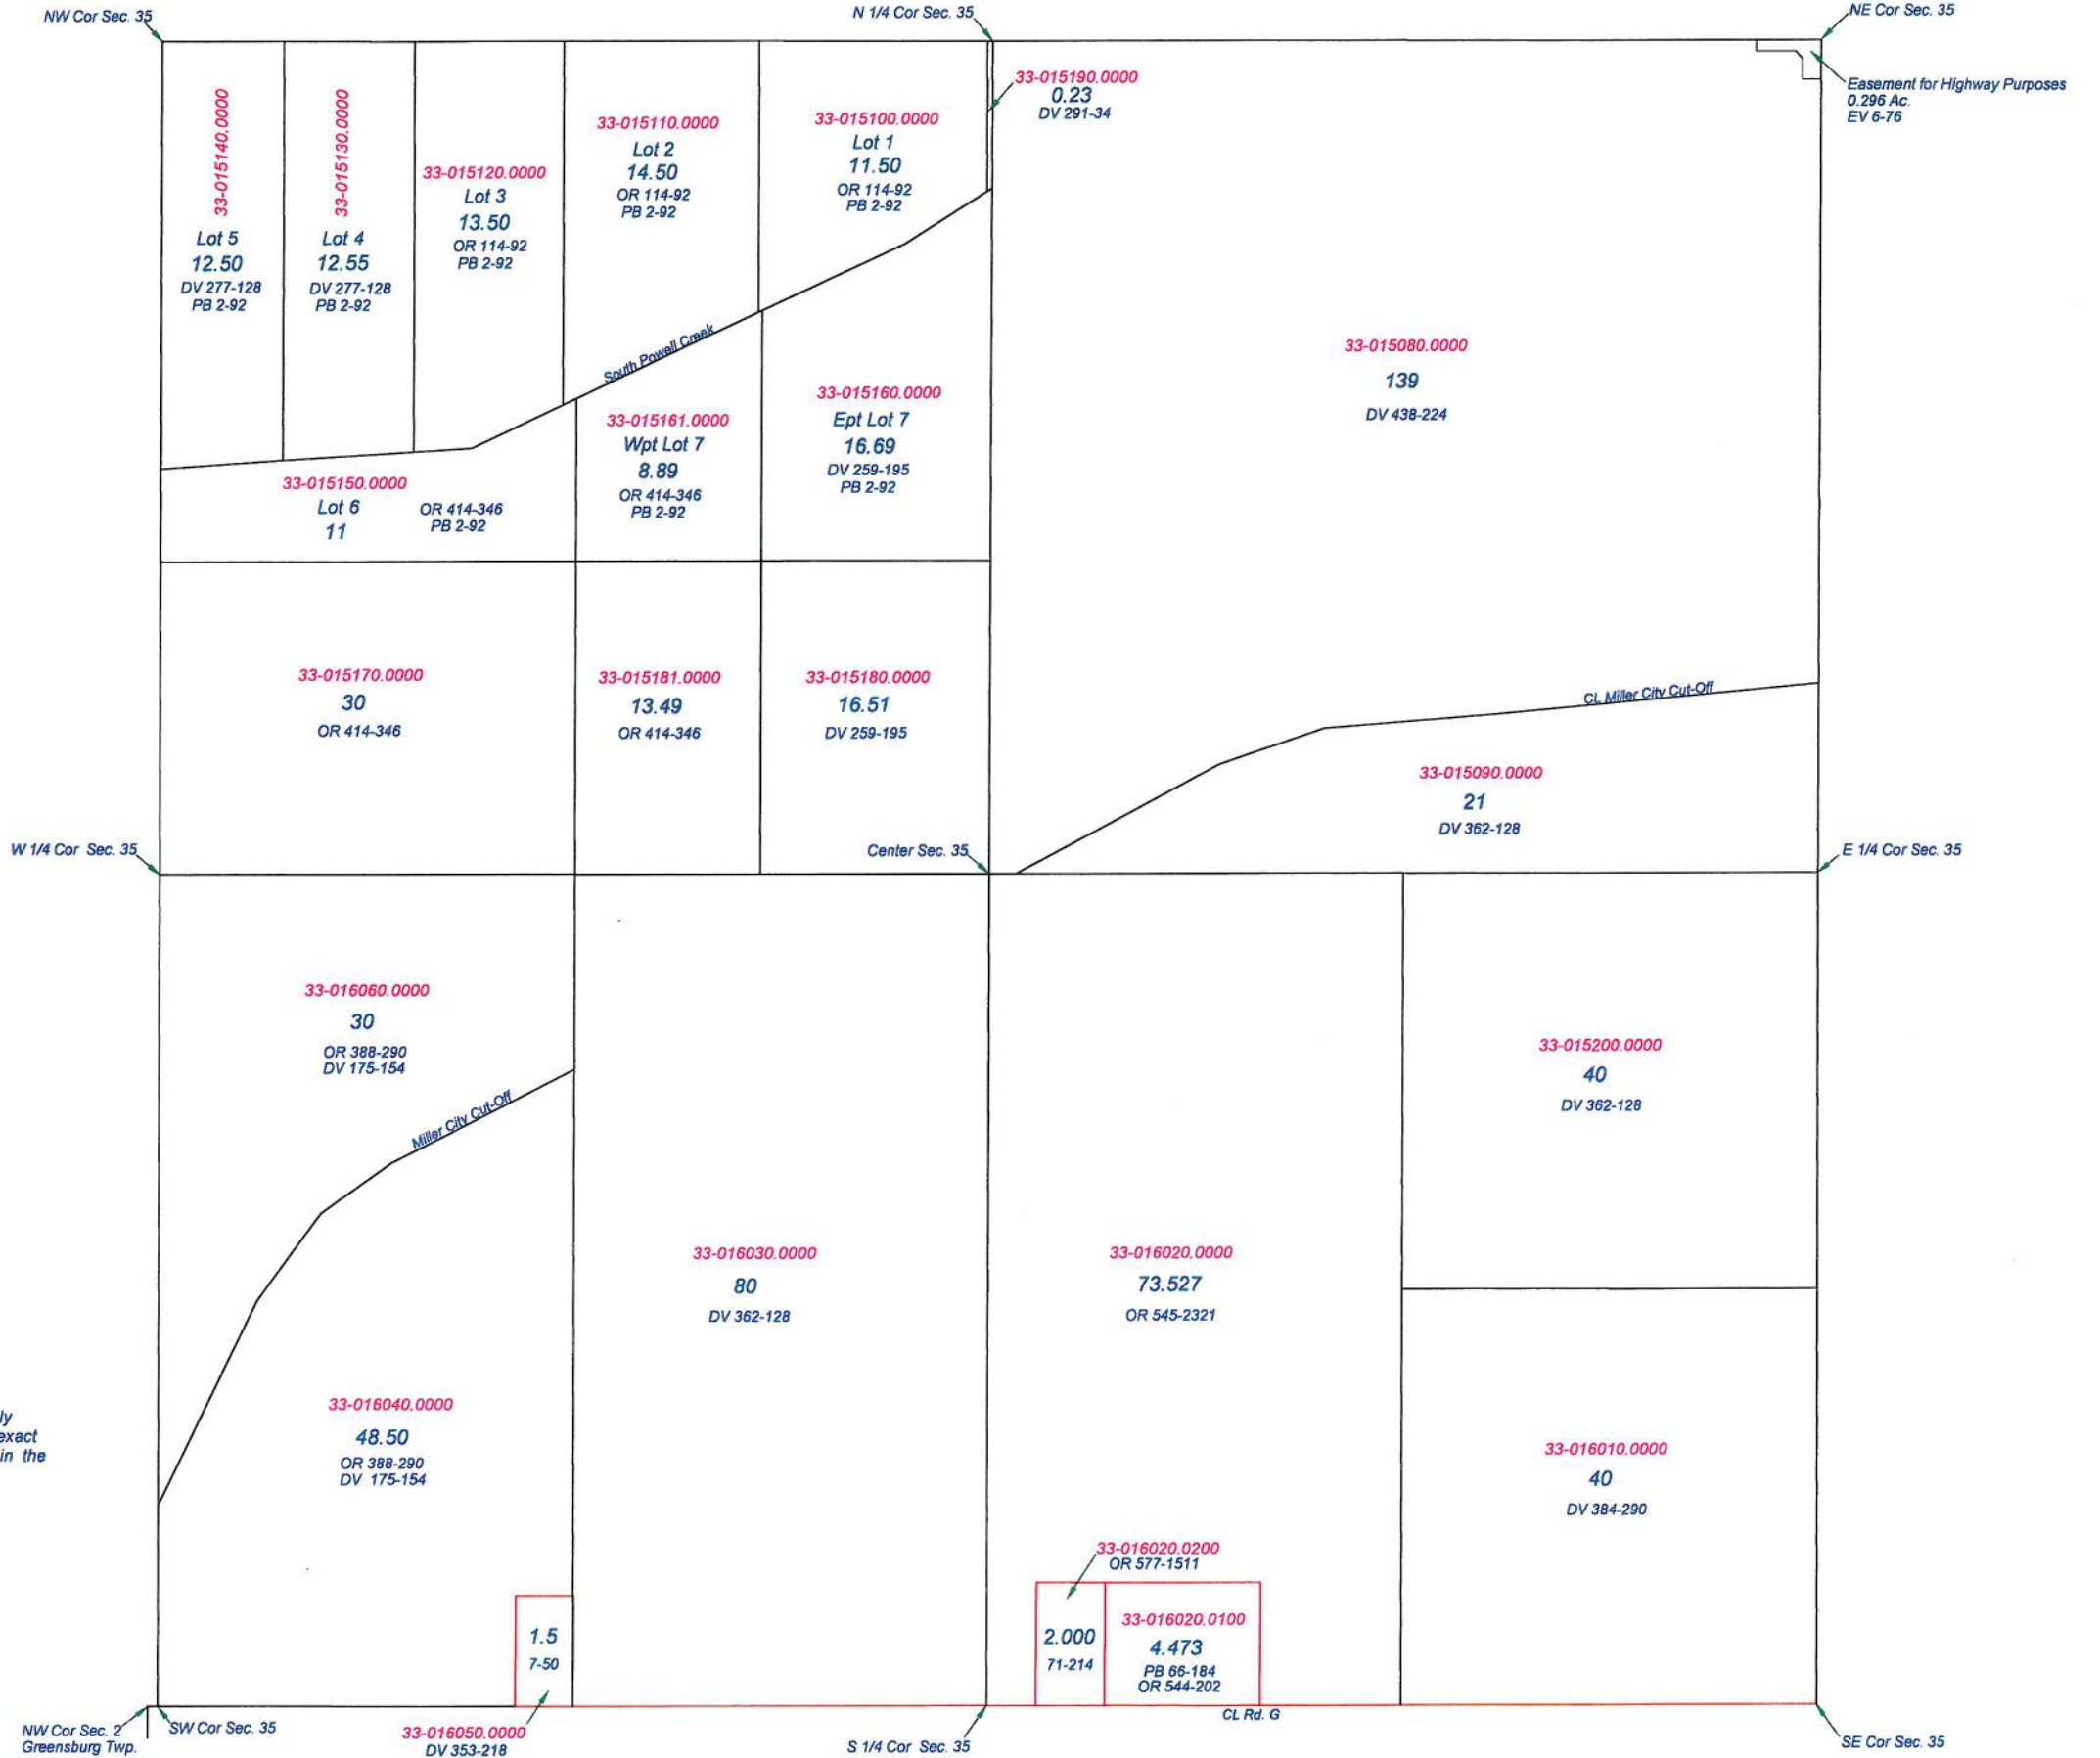 NW Cor Sec. 35
N 1/4 Cor Sec. 35
NE Cor Sec. 35
Easement for Highway Purposes
0.296 Ac.
EV 6-76
33-015140.0000
Lot 5
12.50
DV 277-128
PB 2-92
33-015130.0000
Lot 4
12.55
DV 277-128
PB 2-92
33-015120.0000
Lot 3
13.50
OR 114-92
PB 2-92
33-015110.0000
Lot 2
14.50
OR 114-92
PB 2-92
33-015100.0000
Lot 1
11.50
OR 114-92
PB 2-92
33-015190.0000
0.23
DV 291-34
33-015080.0000
139
DV 438-224
South Powell Creek
33-015161.0000
Wpt Lot 7
8.89
OR 414-346
PB 2-92
33-015160.0000
Ept Lot 7
16.69
DV 259-195
PB 2-92
33-015150.0000
Lot 6
11
OR 414-346
PB 2-92
33-015170.0000
30
OR 414-346
33-015181.0000
13.49
OR 414-346
33-015180.0000
16.51
DV 259-195
CL Miller City Cut-Off
33-015090.0000
21
DV 362-128
W 1/4 Cor Sec. 35
Center Sec. 35
E 1/4 Cor Sec. 35
33-016060.0000
30
OR 388-290
DV 175-154
Miller City Cut-Off
33-015200.0000
40
DV 362-128
33-016030.0000
80
DV 362-128
33-016020.0000
73.527
OR 545-2321
33-016040.0000
48.50
OR 388-290
DV 175-154
ly
exact
in the
33-016010.0000
40
DV 384-290
33-016020.0200
OR 577-1511
1.5
7-50
2.000
71-214
33-016020.0100
4.473
PB 66-184
OR 544-202
CL Rd. G
NW Cor Sec. 2
Greensburg Twp.
SW Cor Sec. 35
33-016050.0000
DV 353-218
S 1/4 Cor Sec. 35
SE Cor Sec. 35